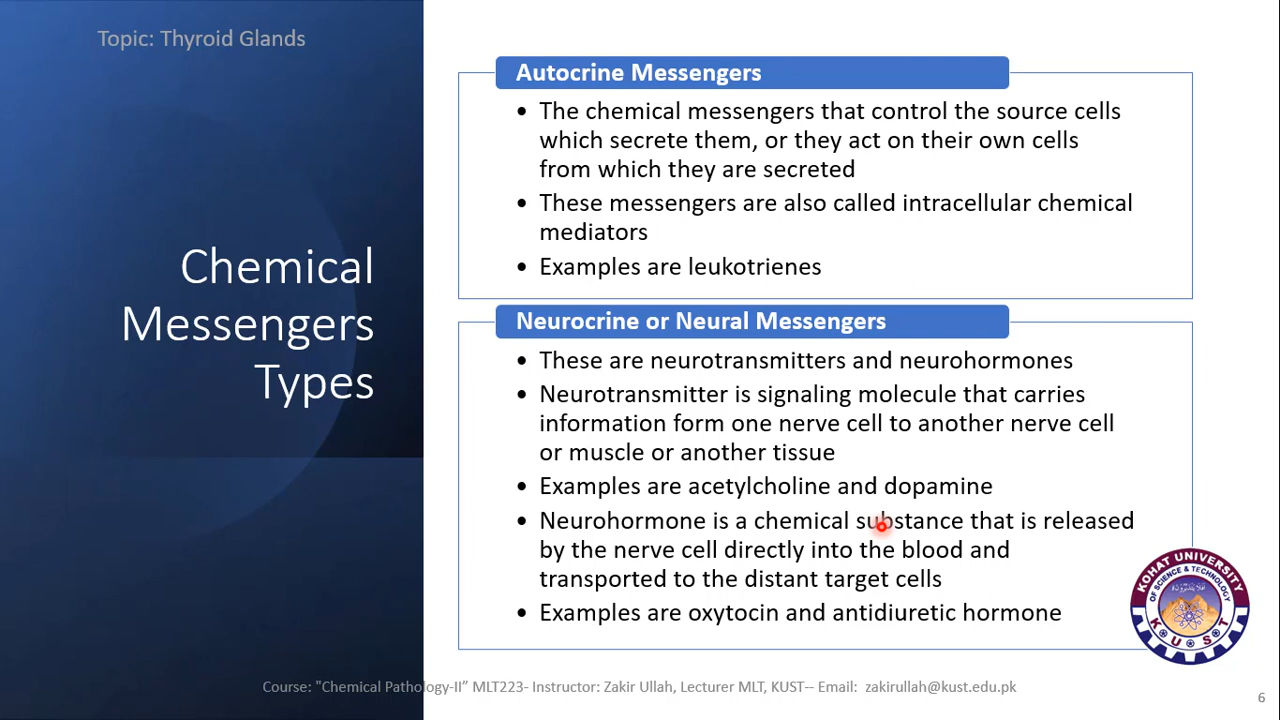 Topic: Thyroid Glands
Chemical
Messengers
Types
Autocrine Messengers
• The chemical messengers that control the source cells
which secrete them, or they act on their own cells
from which they are secreted
• These messengers are also called intracellular chemical
mediators
• Examples are leukotrienes
Neurocrine or Neural Messengers
• These are neurotransmitters and neurohormones
• Neurotransmitter is signaling molecule that carries
information form one nerve cell to another nerve cell
or muscle or another tissue
• Examples are acetylcholine and dopamine
• Neurohormone is a chemical substance that is released
by the nerve cell directly into the blood and
transported to the distant target cells
• Examples are oxytocin and antidiuretic hormone
KOHAT UNIVERSITY
OF SCIENCE & TECHNOLOGY
K U S T
Course: "Chemical Pathology-II” MLT223- Instructor: Zakir Ullah, Lecturer MLT, KUST-- Email: zakirullah@kust.edu.pk
6